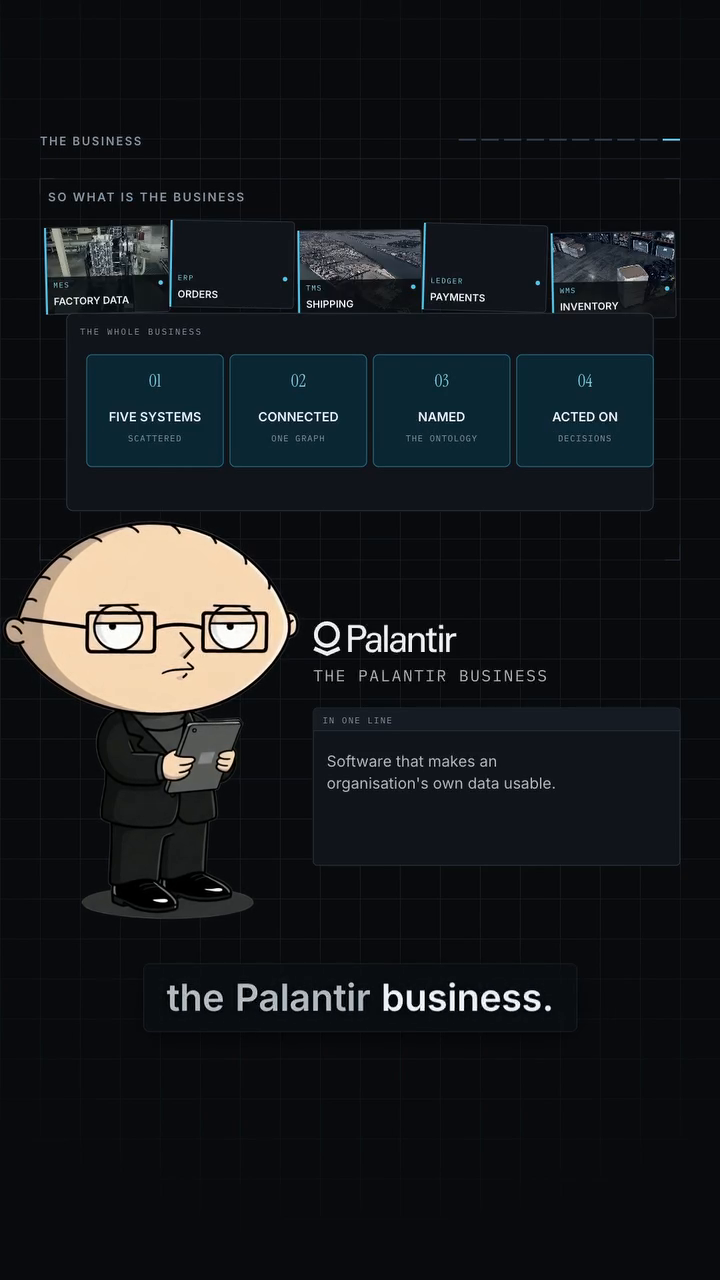 THE BUSINESS
SO WHAT IS THE BUSINESS
MES
FACTORY DATA
ERP
ORDERS
TMS
SHIPPING
LEDGER
PAYMENTS
WMS
INVENTORY
THE WHOLE BUSINESS
01
FIVE SYSTEMS
SCATTERED
02
CONNECTED
ONE GRAPH
03
NAMED
THE ONTOLOGY
04
ACTED ON
DECISIONS
Palantir
THE PALANTIR BUSINESS
IN ONE LINE
Software that makes an
organisation's own data usable.
the Palantir business.